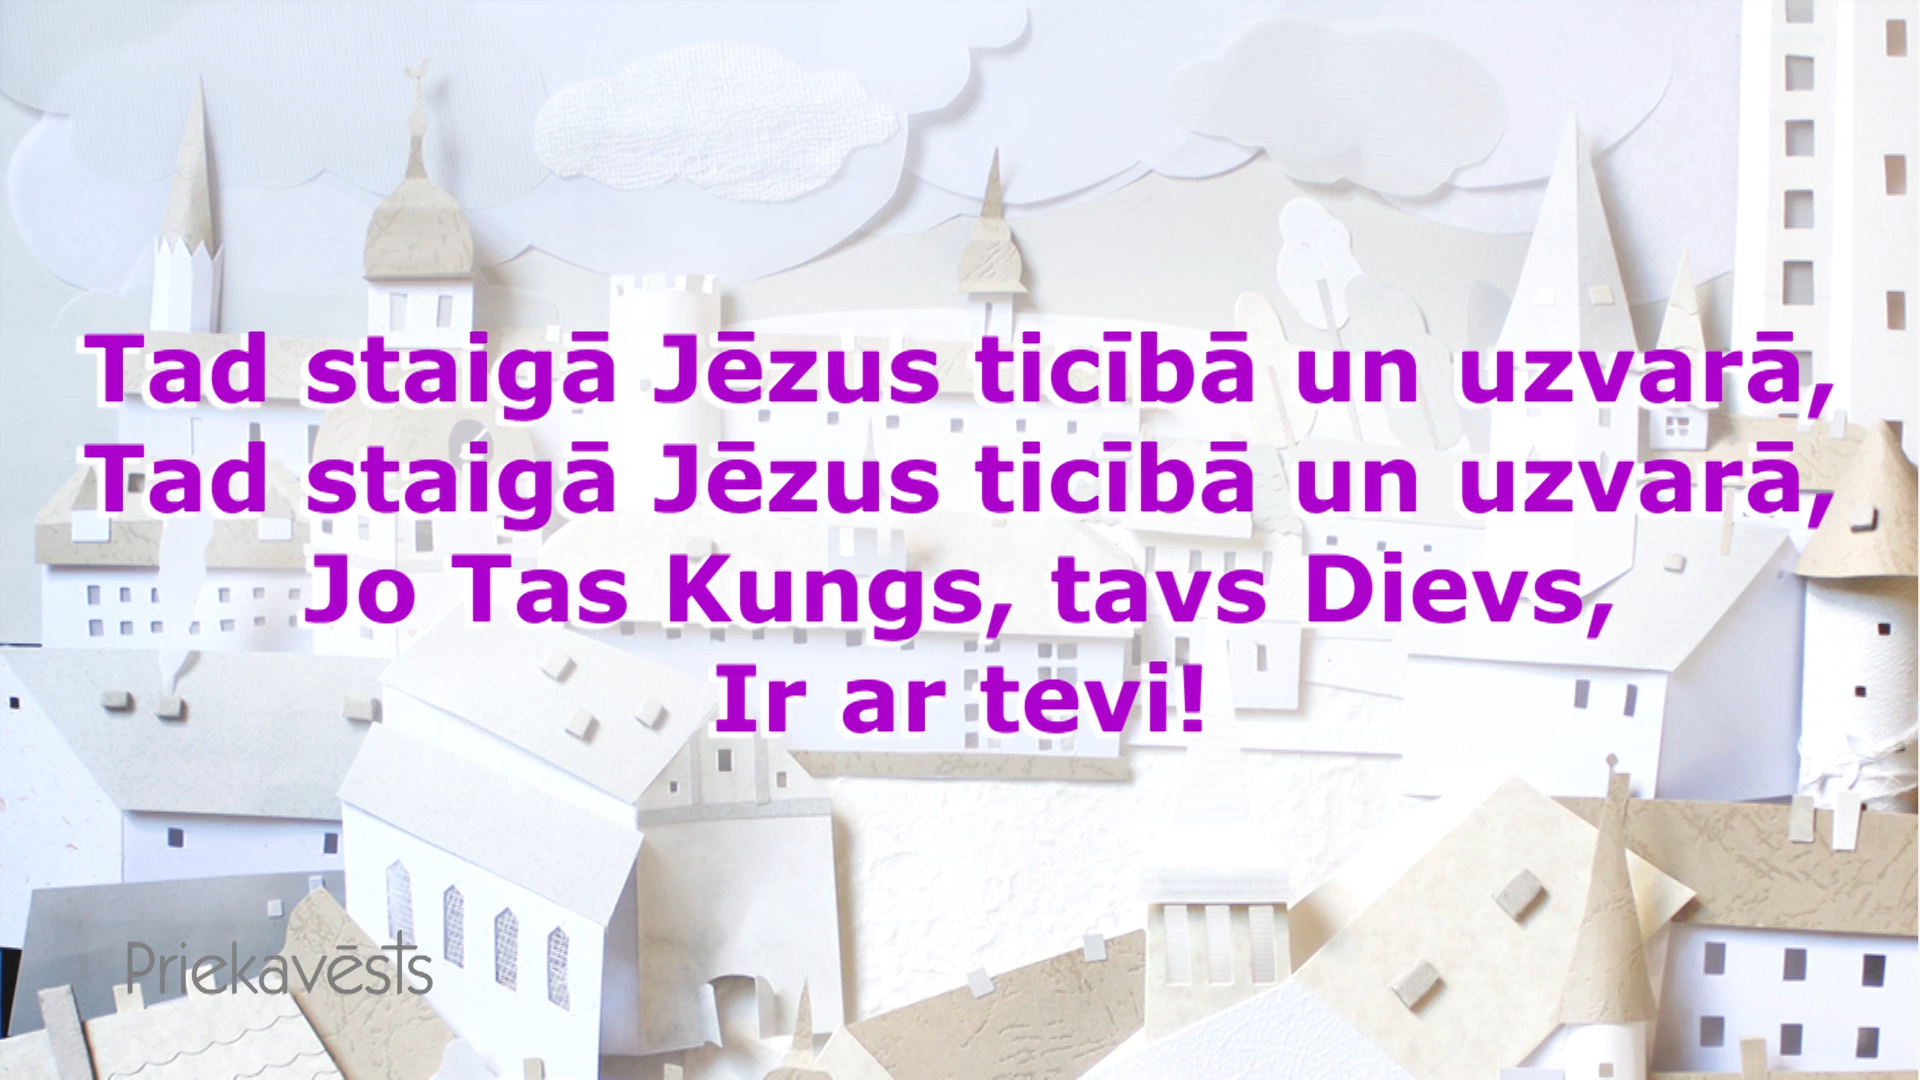 Tad staigā Jēzus ticībā un uzvarā,
Tad staigā Jēzus ticībā un uzvarā,
Jo Tas Kungs, tavs Dievs,
Ir ar tevi!
Priekavēsts